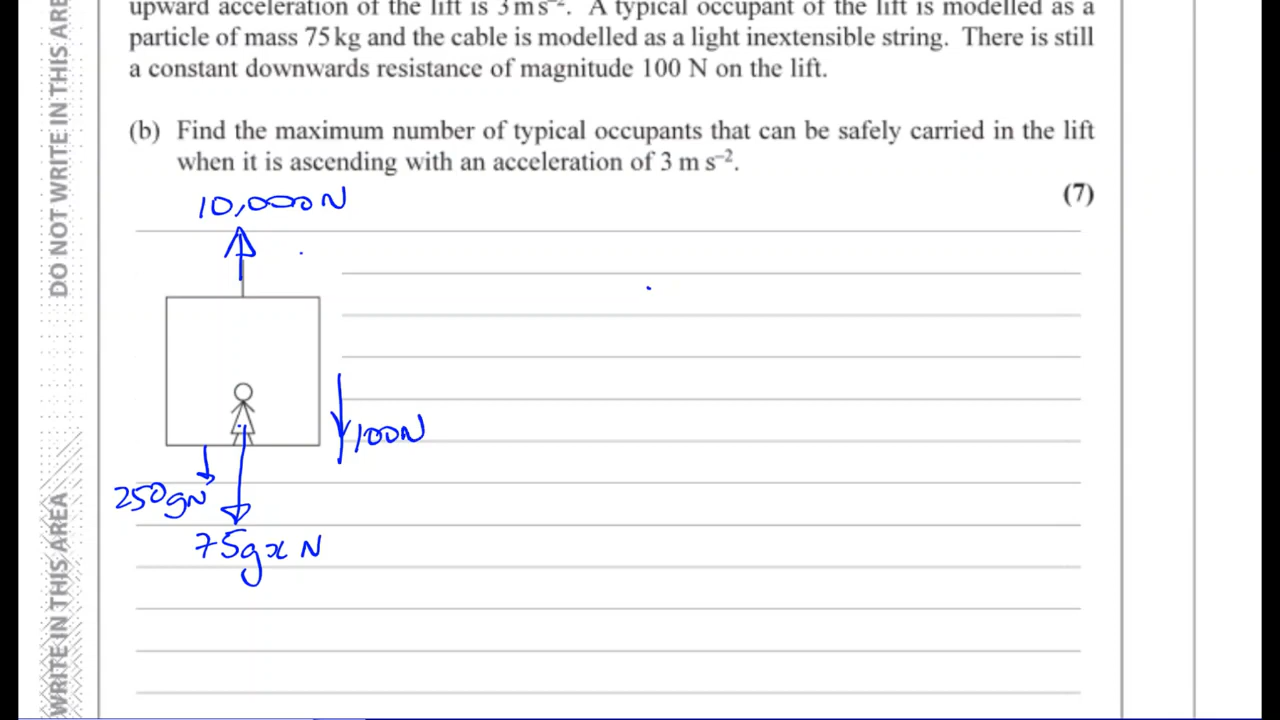 upward acceleration of the lift is 3 m s⁻². A typical occupant of the lift is modelled as a
particle of mass 75 kg and the cable is modelled as a light inextensible string. There is still
a constant downwards resistance of magnitude 100 N on the lift.
(b) Find the maximum number of typical occupants that can be safely carried in the lift
when it is ascending with an acceleration of 3 m s⁻².
(7)
10,000 N
100N
250gN
75gx N
DO NOT WRITE IN THIS ARE
WRITE IN THIS AREA